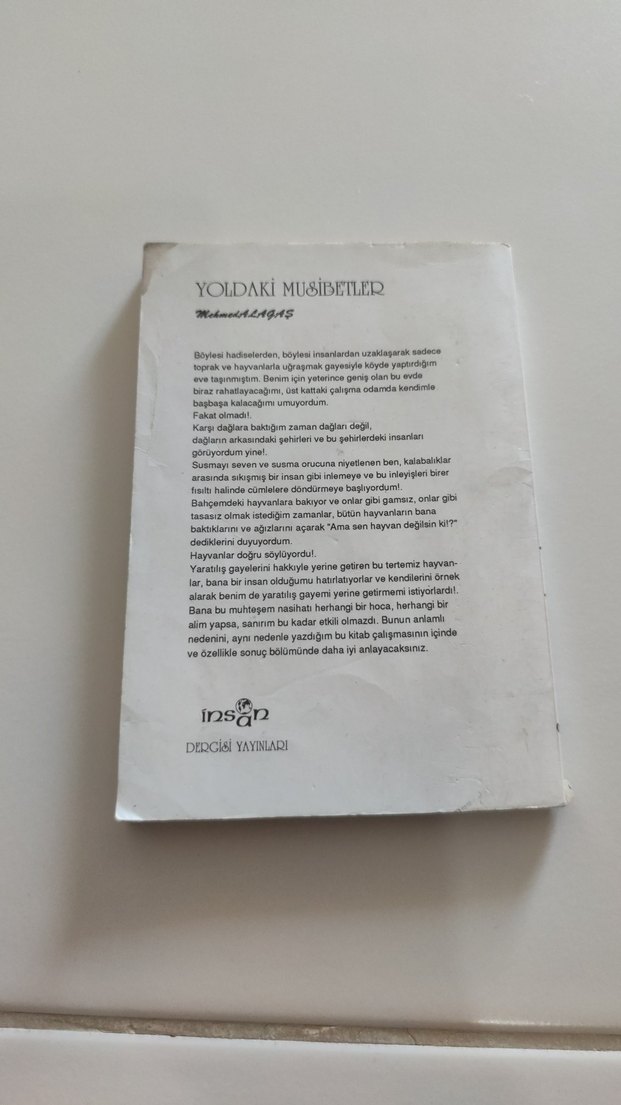 YOLDAKİ MUSİBETLER
Mehmed ALAGAŞ
Böylesi hadiselerden, böylesi insanlardan uzaklaşarak sadece
toprak ve hayvanlarla uğraşmak gayesiyle köyde yaptırdığım
eve taşınmıştım. Benim için yeterince geniş olan bu evde
biraz rahatlayacağımı, üst kattaki çalışma odamda kendimle
başbaşa kalacağımı umuyordum.
Fakat olmadı!.
Karşı dağlara baktığım zaman dağları değil,
dağların arkasındaki şehirleri ve bu şehirlerdeki insanları
görüyordum yine!.
Susmayı seven ve susma orucuna niyetlenen ben, kalabalıklar
arasında sıkışmış bir insan gibi inlemeye ve bu inleyişleri birer
fısıltı halinde cümlelere döndürmeye başlıyordum!.
Bahçemdeki hayvanlara bakıyor ve onlar gibi gamsız, onlar gibi
tasasız olmak istediğim zamanlar, bütün hayvanların bana
baktıklarını ve ağızlarını açarak "Ama sen hayvan değilsin ki!?"
dediklerini duyuyordum.
Hayvanlar doğru söylüyordu!.
Yaratılış gayelerini hakkıyle yerine getiren bu tertemiz hayvan-
lar, bana bir insan olduğumu hatırlatıyorlar ve kendilerini örnek
alarak benim de yaratılış gayemi yerine getirmemi istiyorlardı!.
Bana bu muhteşem nasihatı herhangi bir hoca, herhangi bir
alim yapsa, sanırım bu kadar etkili olmazdı. Bunun anlamlı
nedenini, aynı nedenle yazdığım bu kitab çalışmasının içinde
ve özellikle sonuç bölümünde daha iyi anlayacaksınız.
insan
DERGİSİ YAYINLARI